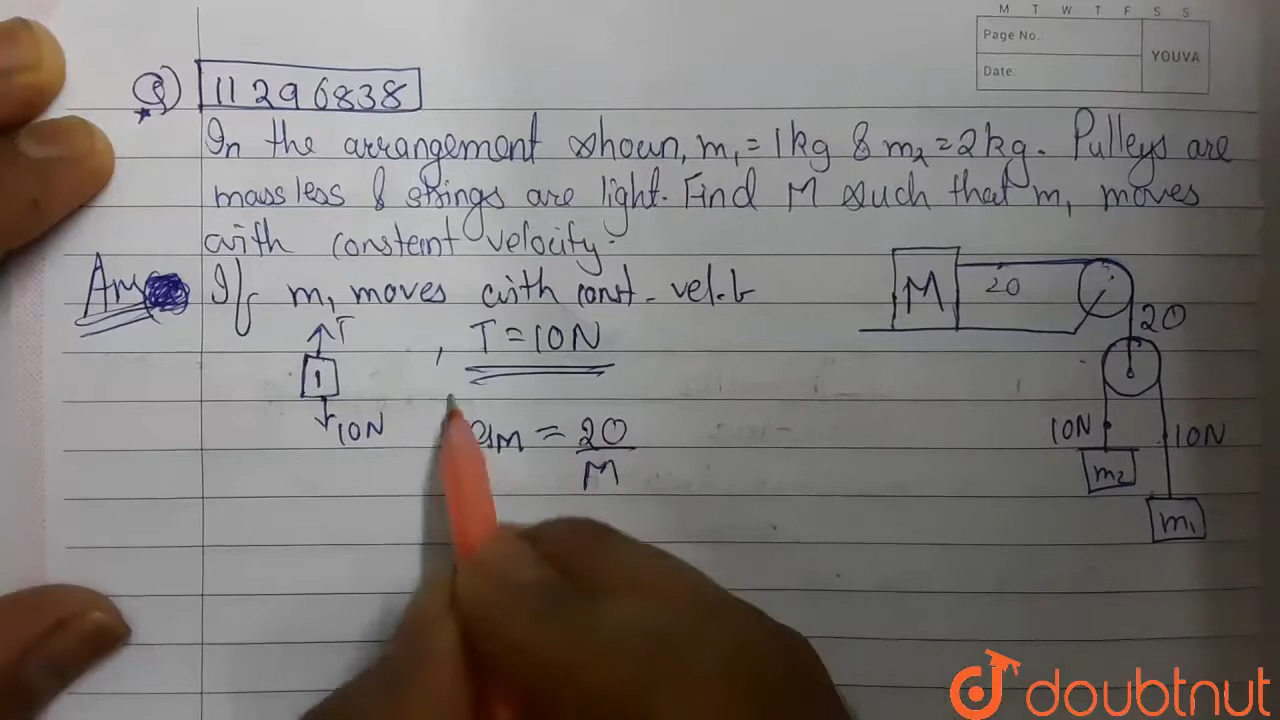 M T W T F S S
Page No.
YOUVA
Date:
Q) 11296838
In the arrangement shown, m₁ = 1kg & m₂ = 2kg. Pulleys are
massless & strings are light. Find M such that m₁ moves
with constant velocity.
Ans If m₁ moves with const. vel.
T
, T = 10N
1
10N
= 20
M
M
20
20
10N
10N
m₂
m₁
doubtnut